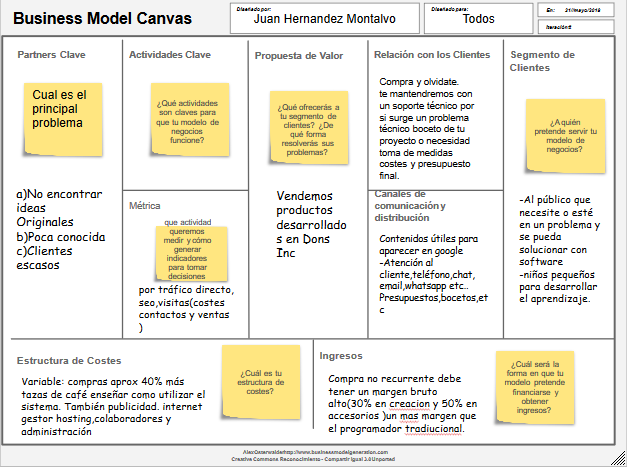 Business Model Canvas
Diseñado por:
Juan Hernandez Montalvo
Diseñado para:
Todos
En: 21/mayo/2018
Iteración#
Partners Clave
Cual es el
principal
problema
a)No encontrar
ideas
Originales
b)Poca conocida
c)Clientes
escasos
Actividades Clave
¿Qué actividades
son claves para
que tu modelo de
negocios
funcione?
Métrica
que actividad
queremos
medir y cómo
generar
indicadores
para tomar
decisiones
por tráfico directo,
seo,visitas(costes
contactos y ventas
)
Propuesta de Valor
¿Qué ofrecerás a
tu segmento de
clientes? ¿De
qué forma
resolverás sus
problemas?
Vendemos
productos
desarrollado
s en Dons
Inc
Relación con los Clientes
Compra y olvidate.
te mantendremos con
un soporte técnico por
si surge un problema
técnico boceto de tu
proyecto o necesidad
toma de medidas
costes y presupuesto
final.
Canales de
comunicación y
distribución
Contenidos útiles para
aparecer en google
-Atención al
cliente,teléfono,chat,
email,whatsapp etc..
Presupuestos,bocetos,et
c
Segmento de
Clientes
¿A quién
pretende servir tu
modelo de
negocios?
-Al público que
necesite o esté
en un problema y
se pueda
solucionar con
software
-niños pequeños
para desarrollar
el aprendizaje.
Estructura de Costes
¿Cuál es tu
estructura de
costes?
Variable: compras aprox 40% más
tazas de café enseñar como utilizar el
sistema. También publicidad. internet
gestor hosting,colaboradores y
administración
Ingresos
¿Cuál será la
forma en que tu
modelo pretende
financiarse y
obtener
ingresos?
Compra no recurrente debe
tener un margen bruto
alto(30% en creacion y 50% en
accesorios )un mas margen que
el programador tradiucional.
Alex Osterwalder http://www.businessmodelgeneration.com
Creative Commons Reconocimiento - Compartir Igual 3.0 Unported